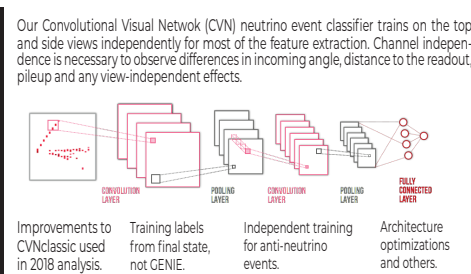 Our Convolutional Visual Netwok (CVN) neutrino event classifier trains on the top
and side views independently for most of the feature extraction. Channel indepen-
dence is necessary to observe differences in incoming angle, distance to the readout,
pileup and any view-independent effects.
CONVOLUTION
LAYER
POOLING
LAYER
CONVOLUTION
LAYER
POOLING
LAYER
FULLY
CONNECTED
LAYER
Improvements to
CVNclassic used
in 2018 analysis.
Training labels
from final state,
not GENIE.
Independent training
for anti-neutrino
events.
Architecture
optimizations
and others.